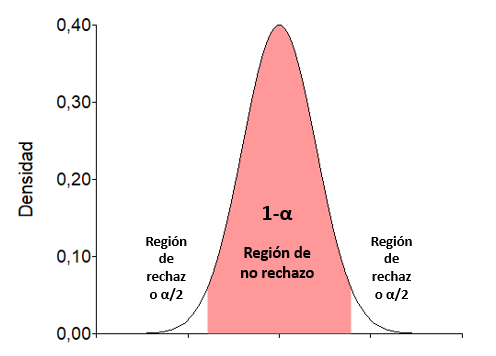 0,40
0,30
0,20
0,10
0,00
Densidad
Región
de
rechaz
o α/2
1-α
Región de
no rechazo
Región
de
rechaz
o α/2